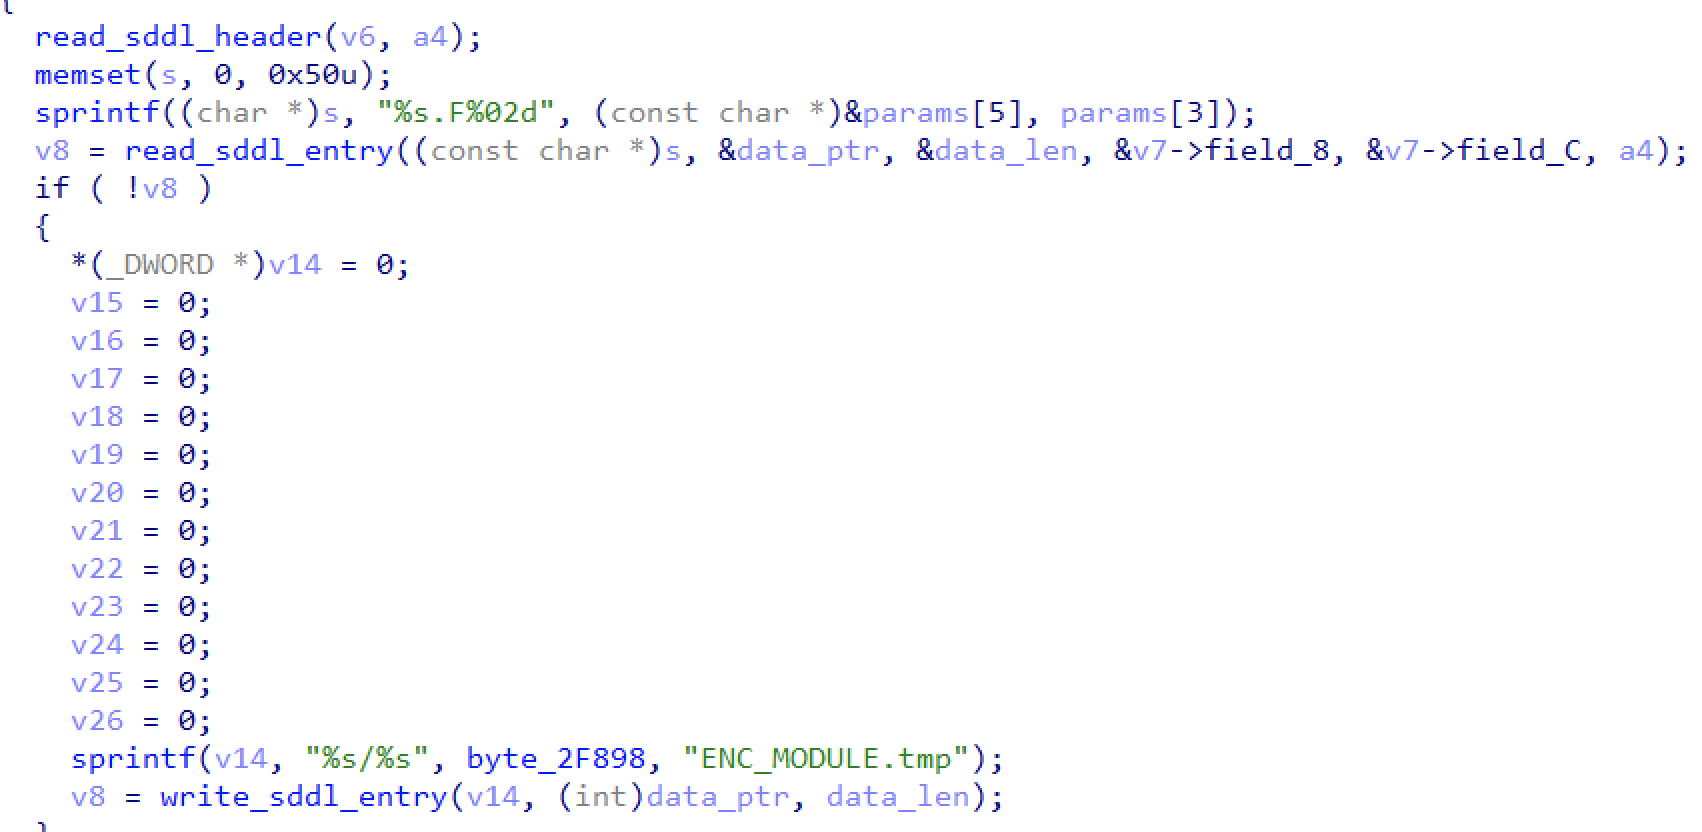 {
read_sddl_header(v6, a4);
memset(s, 0, 0x50u);
sprintf((char *)s, "%s.F%02d", (const char *)&params[5], params[3]);
v8 = read_sddl_entry((const char *)s, &data_ptr, &data_len, &v7->field_8, &v7->field_C, a4);
if ( !v8 )
{
*(_DWORD *)v14 = 0;
v15 = 0;
v16 = 0;
v17 = 0;
v18 = 0;
v19 = 0;
v20 = 0;
v21 = 0;
v22 = 0;
v23 = 0;
v24 = 0;
v25 = 0;
v26 = 0;
sprintf(v14, "%s/%s", byte_2F898, "ENC_MODULE.tmp");
v8 = write_sddl_entry(v14, (int)data_ptr, data_len);
}